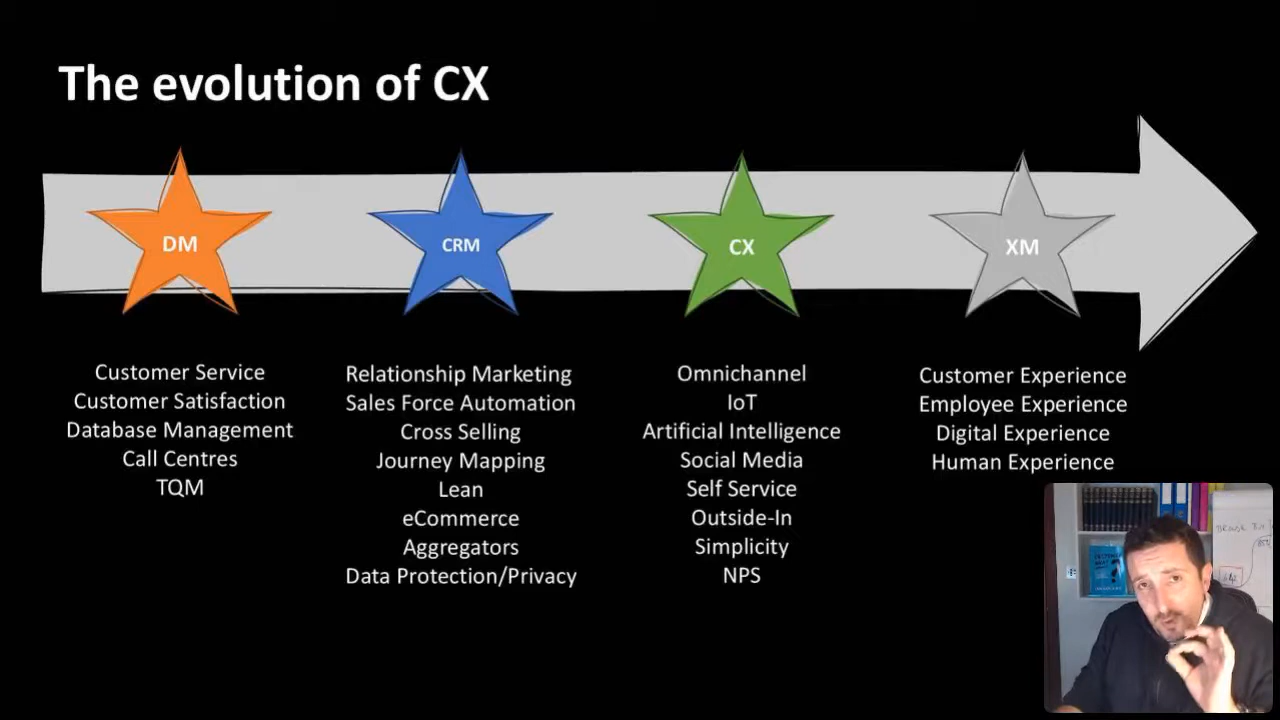 The evolution of CX
DM
CRM
CX
XM
Customer Service
Customer Satisfaction
Database Management
Call Centres
TQM
Relationship Marketing
Sales Force Automation
Cross Selling
Journey Mapping
Lean
eCommerce
Aggregators
Data Protection/Privacy
Omnichannel
IoT
Artificial Intelligence
Social Media
Self Service
Outside-In
Simplicity
NPS
Customer Experience
Employee Experience
Digital Experience
Human Experience